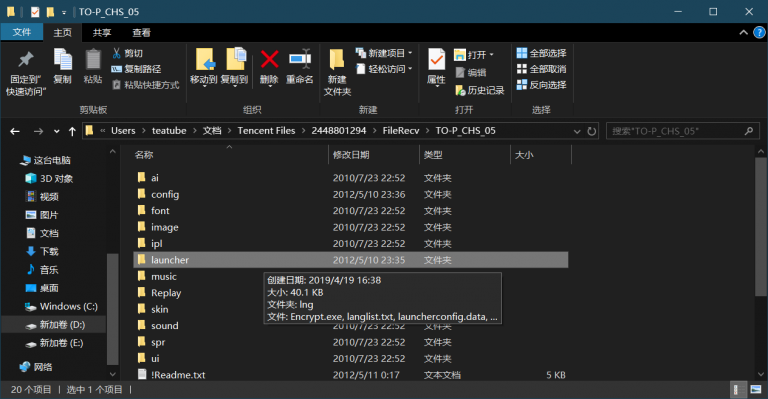 TO-P_CHS_05
文件 主页 共享 查看
固定到"快速访问" 复制 粘贴 剪切 复制路径 粘贴快捷方式 移动到 复制到 删除 重命名 新建文件夹 新建项目 轻松访问 属性 打开 编辑 历史记录 全部选择 全部取消 反向选择
剪贴板 组织 新建 打开 选择
« Users › teatube › 文档 › Tencent Files › 2448801294 › FileRecv › TO-P_CHS_05 搜索"TO-P_CHS_05"
这台电脑
3D 对象
视频
图片
文档
下载
音乐
桌面
Windows (C:)
新加卷 (D:)
新加卷 (E:)
网络
名称 修改日期 类型 大小
ai 2010/7/23 22:52 文件夹
config 2012/5/10 23:36 文件夹
font 2010/7/23 22:52 文件夹
image 2010/7/23 22:52 文件夹
ipl 2010/7/23 22:52 文件夹
launcher 2012/5/10 23:35 文件夹
music
Replay
skin
sound
spr 2010/7/23 22:52 文件夹
ui 2010/7/23 22:52 文件夹
!Readme.txt 2012/5/11 0:17 文本文档 5 KB
创建日期: 2019/4/19 16:38
大小: 40.1 KB
文件夹: lng
文件: Encrypt.exe, langlist.txt, launcherconfig.data, ...
20 个项目 选中 1 个项目